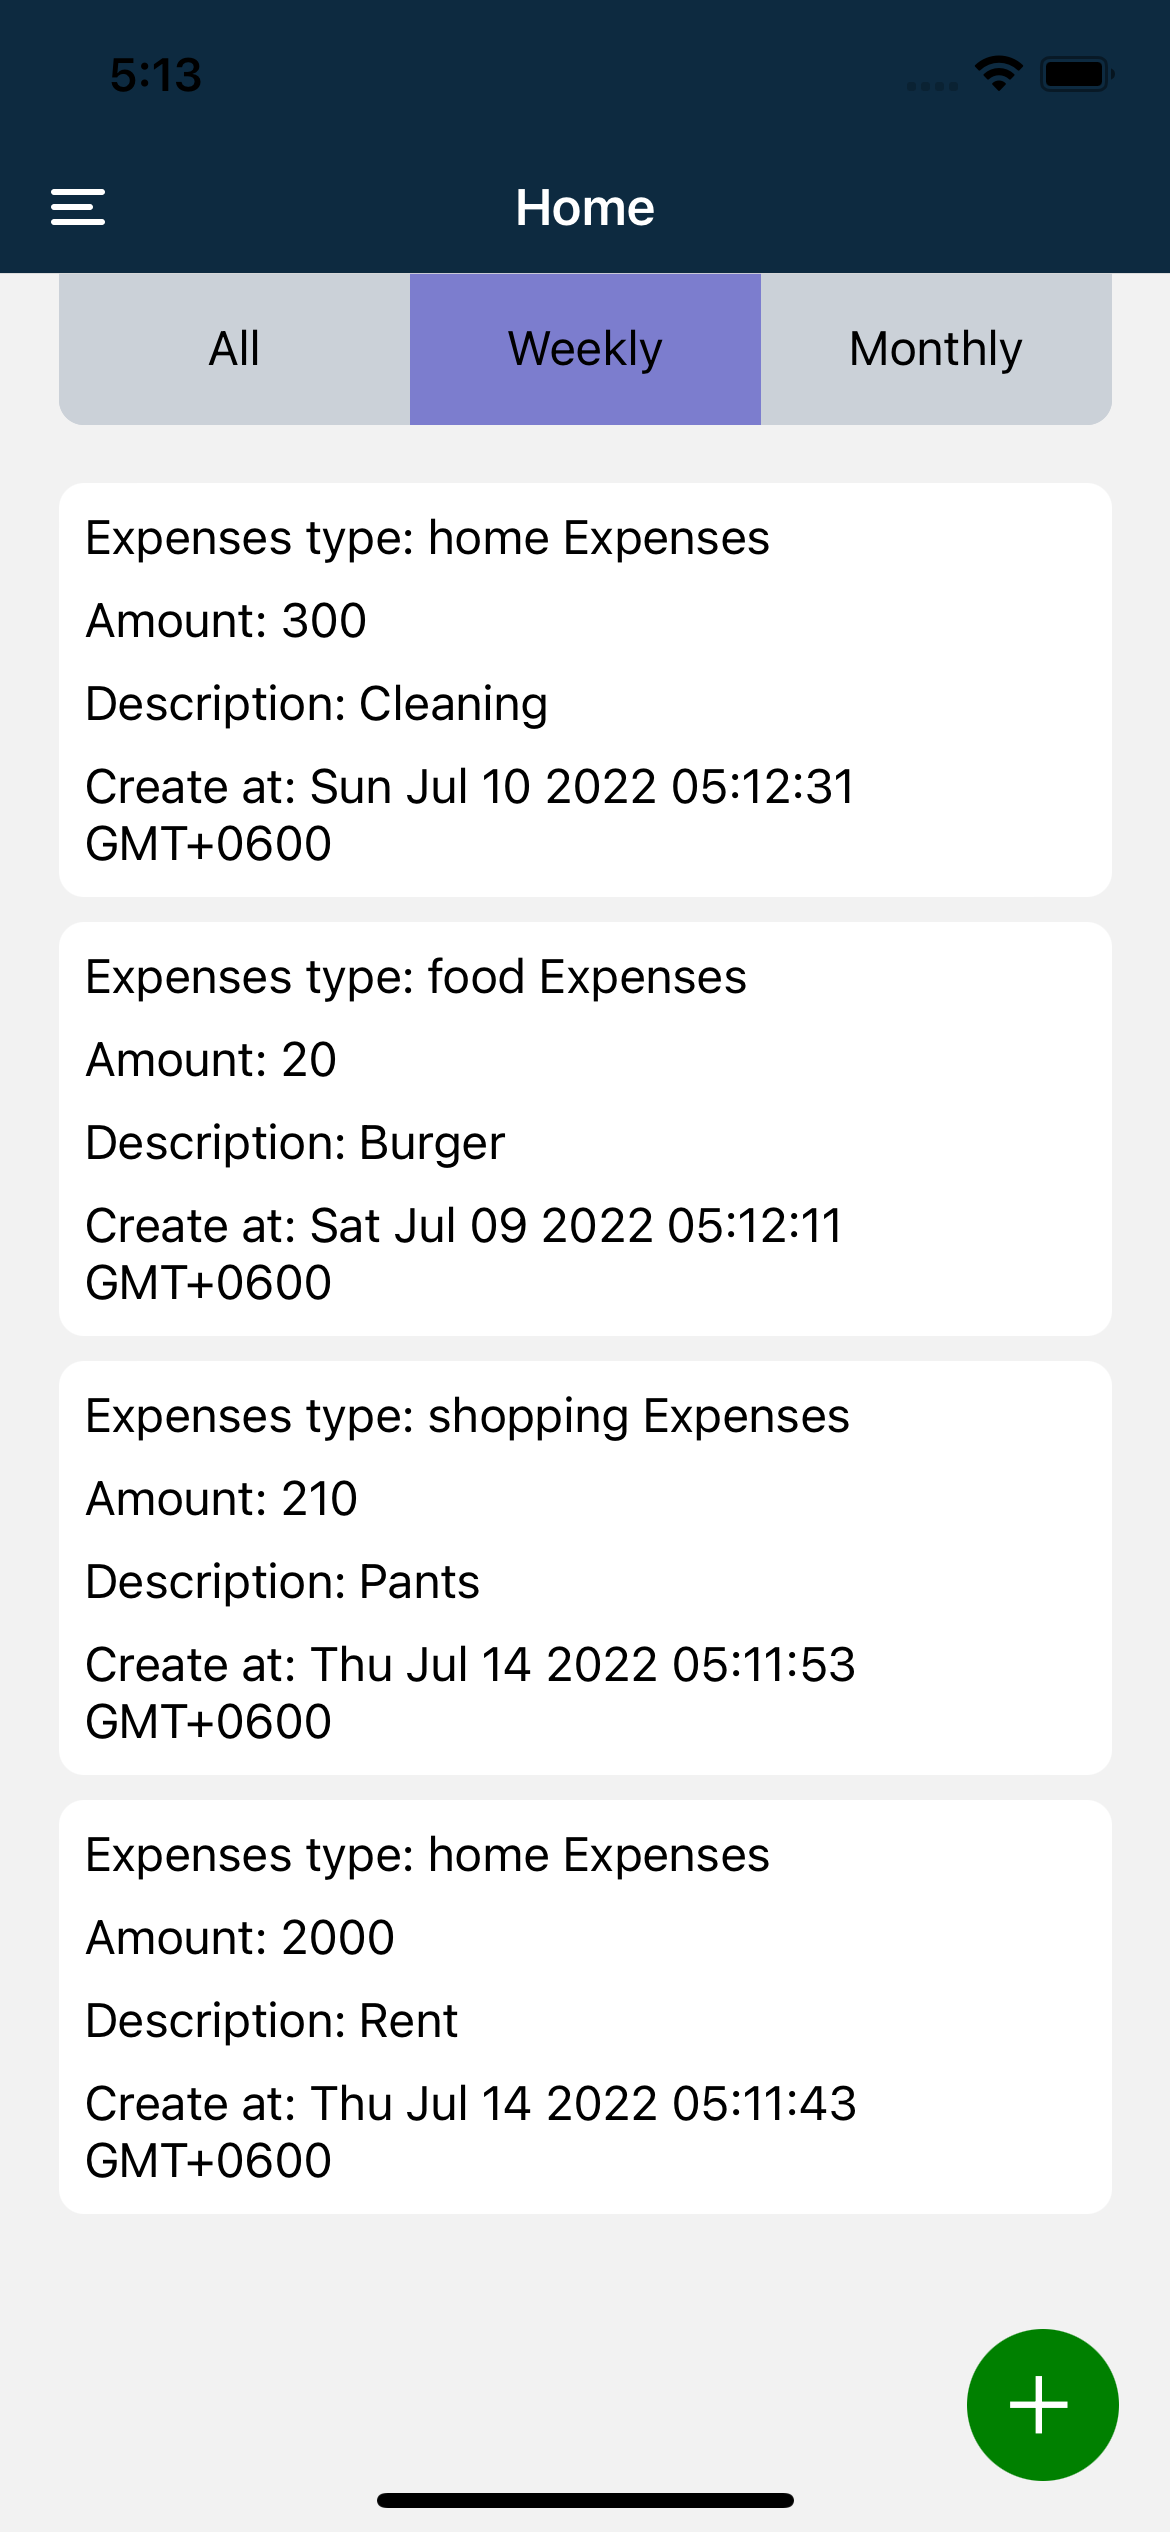 5:13
Home
All
Weekly
Monthly
Expenses type: home Expenses
Amount: 300
Description: Cleaning
Create at: Sun Jul 10 2022 05:12:31
GMT+0600
Expenses type: food Expenses
Amount: 20
Description: Burger
Create at: Sat Jul 09 2022 05:12:11
GMT+0600
Expenses type: shopping Expenses
Amount: 210
Description: Pants
Create at: Thu Jul 14 2022 05:11:53
GMT+0600
Expenses type: home Expenses
Amount: 2000
Description: Rent
Create at: Thu Jul 14 2022 05:11:43
GMT+0600